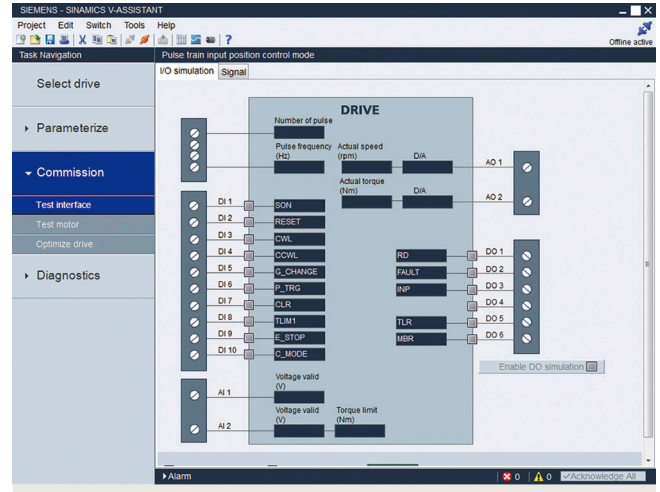 SIEMENS - SINAMICS V-ASSISTANT
Project Edit Switch Tools Help
Offline active
Task Navigation
Pulse train input position control mode
I/O simulation Signal
Select drive
Parameterize
Commission
Test interface
Test motor
Optimize drive
Diagnostics
DRIVE
Number of pulse
Pulse frequency (Hz)
Actual speed (rpm)
D/A
AO 1
Actual torque (Nm)
D/A
AO 2
DI 1 SON
DI 2 RESET
DI 3 CWL
DI 4 CCWL
DI 5 G_CHANGE
DI 6 P_TRG
DI 7 CLR
DI 8 TLIM1
DI 9 E_STOP
DI 10 C_MODE
RD DO 1
FAULT DO 2
INP DO 3
DO 4
TLR DO 5
MBR DO 6
Enable DO simulation
Voltage valid (V)
AI 1
Voltage valid (V)
Torque limit (Nm)
AI 2
Alarm
0
0
Acknowledge All